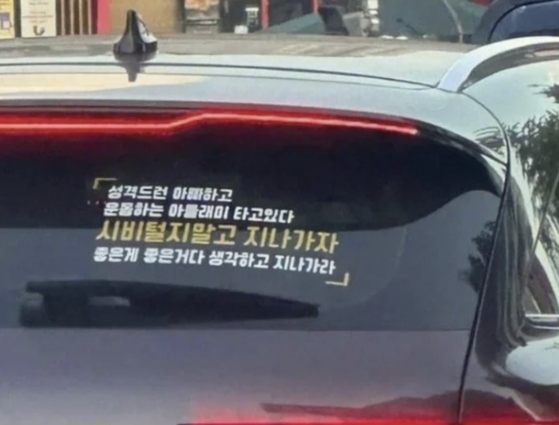 성격드런 아빠하고
운동하는 아들래미 타고있다
시비털지말고 지나가자
좋은게 좋은거다 생각하고 지나가라